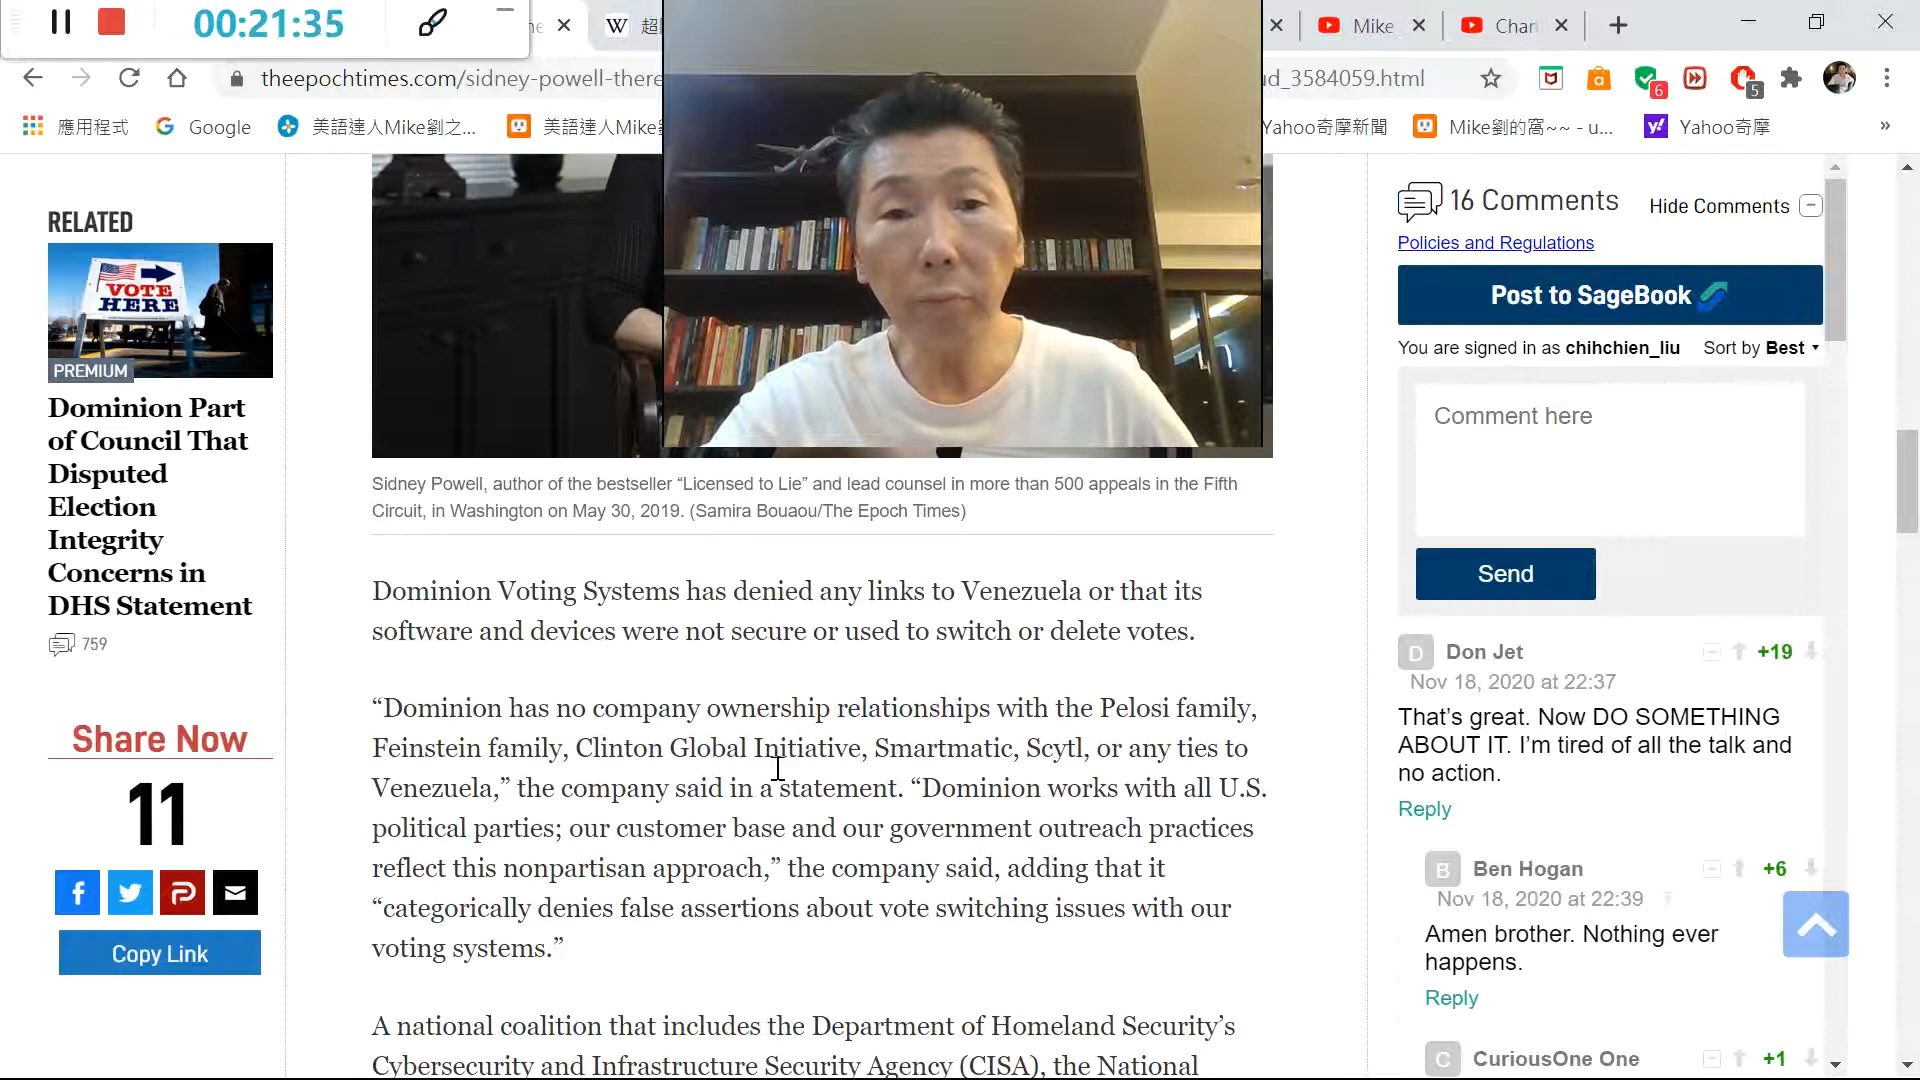 00:21:35
超
Mike
Chan
theepochtimes.com/sidney-powell-there
ud_3584059.html
6
5
應用程式
Google
美語達人Mike劉之...
美語達人Mike
Yahoo奇摩新聞
Mike劉的窩~~ - u...
Yahoo奇摩
»
RELATED
VOTE
HERE
PREMIUM
Dominion Part
of Council That
Disputed
Election
Integrity
Concerns in
DHS Statement
759
Share Now
11
Copy Link
Sidney Powell, author of the bestseller “Licensed to Lie” and lead counsel in more than 500 appeals in the Fifth
Circuit, in Washington on May 30, 2019. (Samira Bouaou/The Epoch Times)
Dominion Voting Systems has denied any links to Venezuela or that its
software and devices were not secure or used to switch or delete votes.
“Dominion has no company ownership relationships with the Pelosi family,
Feinstein family, Clinton Global Initiative, Smartmatic, Scytl, or any ties to
Venezuela,” the company said in a statement. “Dominion works with all U.S.
political parties; our customer base and our government outreach practices
reflect this nonpartisan approach,” the company said, adding that it
“categorically denies false assertions about vote switching issues with our
voting systems.”
A national coalition that includes the Department of Homeland Security’s
Cybersecurity and Infrastructure Security Agency (CISA), the National
16 Comments
Hide Comments
Policies and Regulations
Post to SageBook
You are signed in as chihchien_liu
Sort by Best
Comment here
Send
D
Don Jet
+19
Nov 18, 2020 at 22:37
That’s great. Now DO SOMETHING
ABOUT IT. I’m tired of all the talk and
no action.
Reply
B
Ben Hogan
+6
Nov 18, 2020 at 22:39
Amen brother. Nothing ever
happens.
Reply
C
CuriousOne One
+1